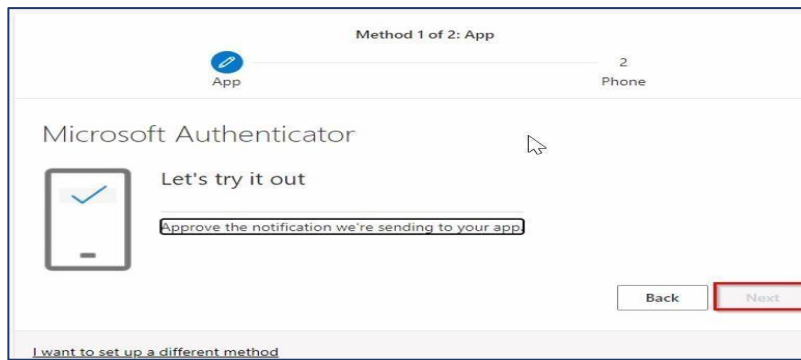 Method 1 of 2: App
2
App
Phone
Microsoft Authenticator
Let's try it out
Approve the notification we're sending to your app.
Back
Next
I want to set up a different method